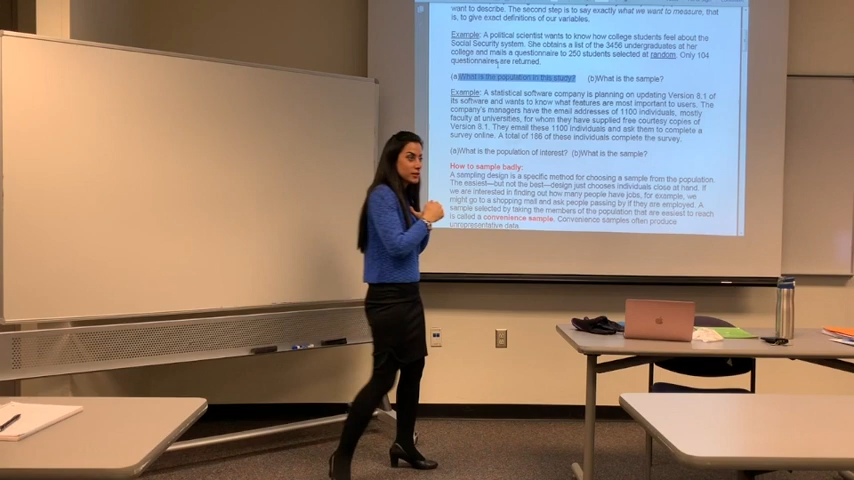 want to describe. The second step is to say exactly what we want to measure, that
is, to give exact definitions of our variables.
Example: A political scientist wants to know how college students feel about the
Social Security system. She obtains a list of the 3456 undergraduates at her
college and mails a questionnaire to 250 students selected at random. Only 104
questionnaires are returned.
(a)What is the population in this study? (b)What is the sample?
Example: A statistical software company is planning on updating Version 8.1 of
its software and wants to know what features are most important to users. The
company's managers have the email addresses of 1100 individuals, mostly
faculty at universities, for whom they have supplied free courtesy copies of
Version 8.1. They email these 1100 individuals and ask them to complete a
survey online. A total of 186 of these individuals complete the survey.
(a)What is the population of interest? (b)What is the sample?
How to sample badly:
A sampling design is a specific method for choosing a sample from the population.
The easiest—but not the best—design just chooses individuals close at hand. If
we are interested in finding out how many people have jobs, for example, we
might go to a shopping mall and ask people passing by if they are employed. A
sample selected by taking the members of the population that are easiest to reach
is called a convenience sample. Convenience samples often produce
unrepresentative data.